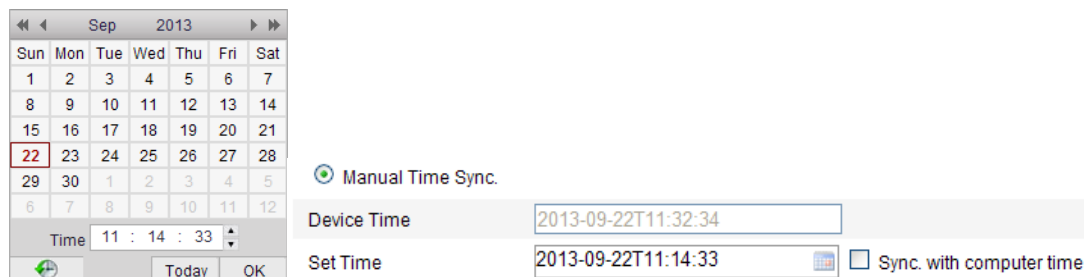 Sep 2013
Sun Mon Tue Wed Thu Fri Sat
1 2 3 4 5 6 7
8 9 10 11 12 13 14
15 16 17 18 19 20 21
22 23 24 25 26 27 28
29 30 1 2 3 4 5
6 7 8 9 10 11 12
Time 11 : 14 : 33
Today OK
Manual Time Sync.
Device Time 2013-09-22T11:32:34
Set Time 2013-09-22T11:14:33 Sync. with computer time